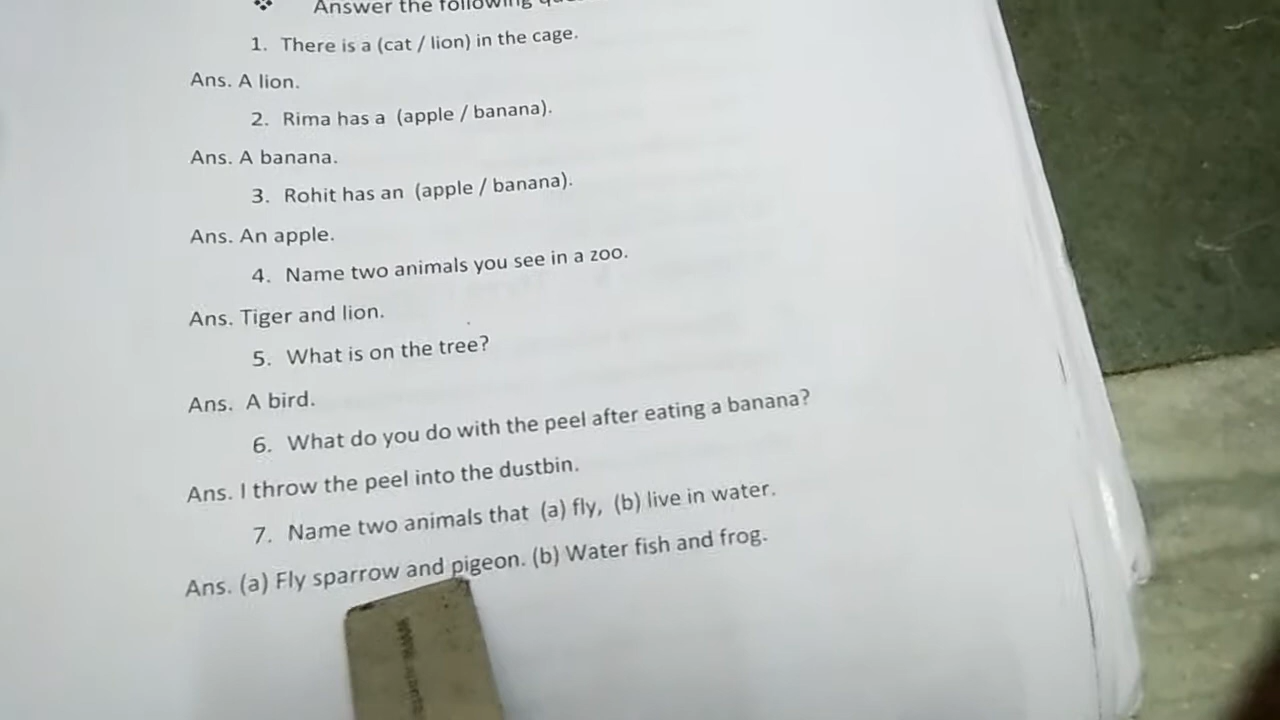 ❖ Answer the following
1. There is a (cat / lion) in the cage.
Ans. A lion.
2. Rima has a (apple / banana).
Ans. A banana.
3. Rohit has an (apple / banana).
Ans. An apple.
4. Name two animals you see in a zoo.
Ans. Tiger and lion.
5. What is on the tree?
Ans. A bird.
6. What do you do with the peel after eating a banana?
Ans. I throw the peel into the dustbin.
7. Name two animals that (a) fly, (b) live in water.
Ans. (a) Fly sparrow and pigeon. (b) Water fish and frog.